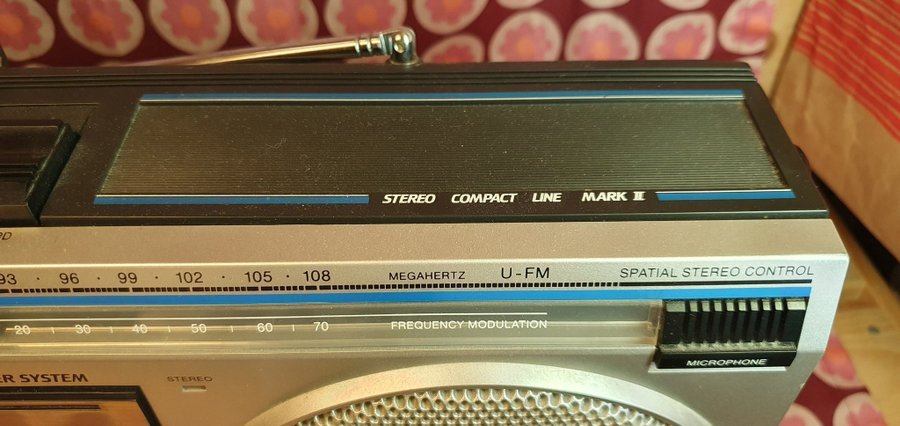 STEREO COMPACT LINE MARK II
93 · 96 · 99 · 102 · 105 · 108 MEGAHERTZ U-FM SPATIAL STEREO CONTROL
20 30 40 50 60 70 FREQUENCY MODULATION
MICROPHONE
SYSTEM STEREO